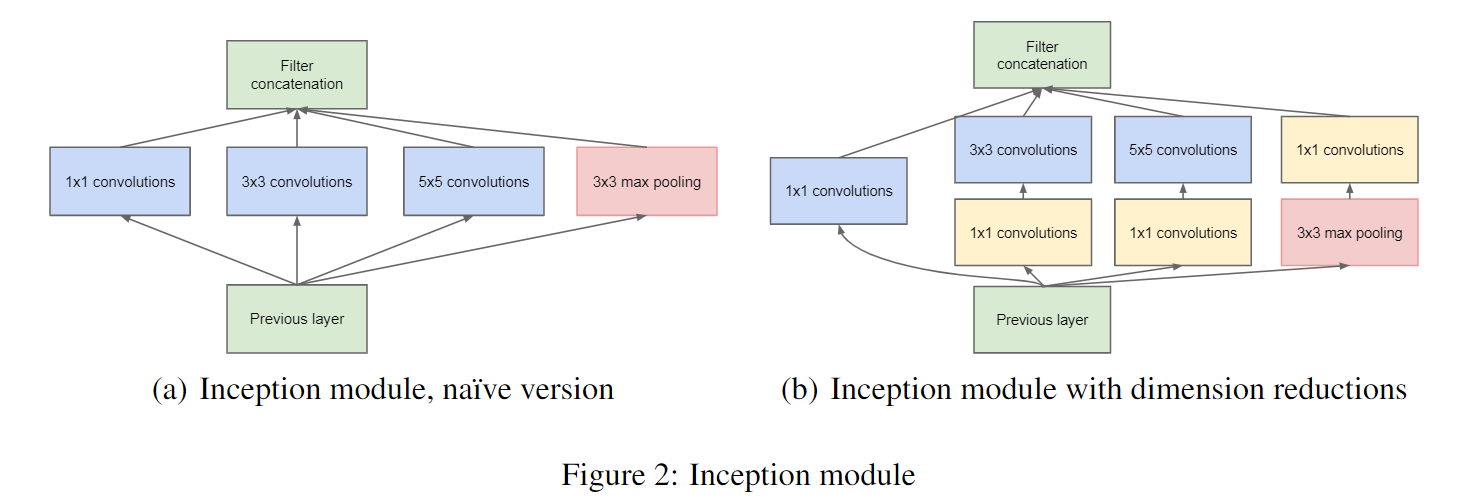 Filter
concatenation
1x1 convolutions
3x3 convolutions
5x5 convolutions
3x3 max pooling
Previous layer
(a) Inception module, naïve version
Filter
concatenation
3x3 convolutions
5x5 convolutions
1x1 convolutions
1x1 convolutions
1x1 convolutions
1x1 convolutions
3x3 max pooling
Previous layer
(b) Inception module with dimension reductions
Figure 2: Inception module